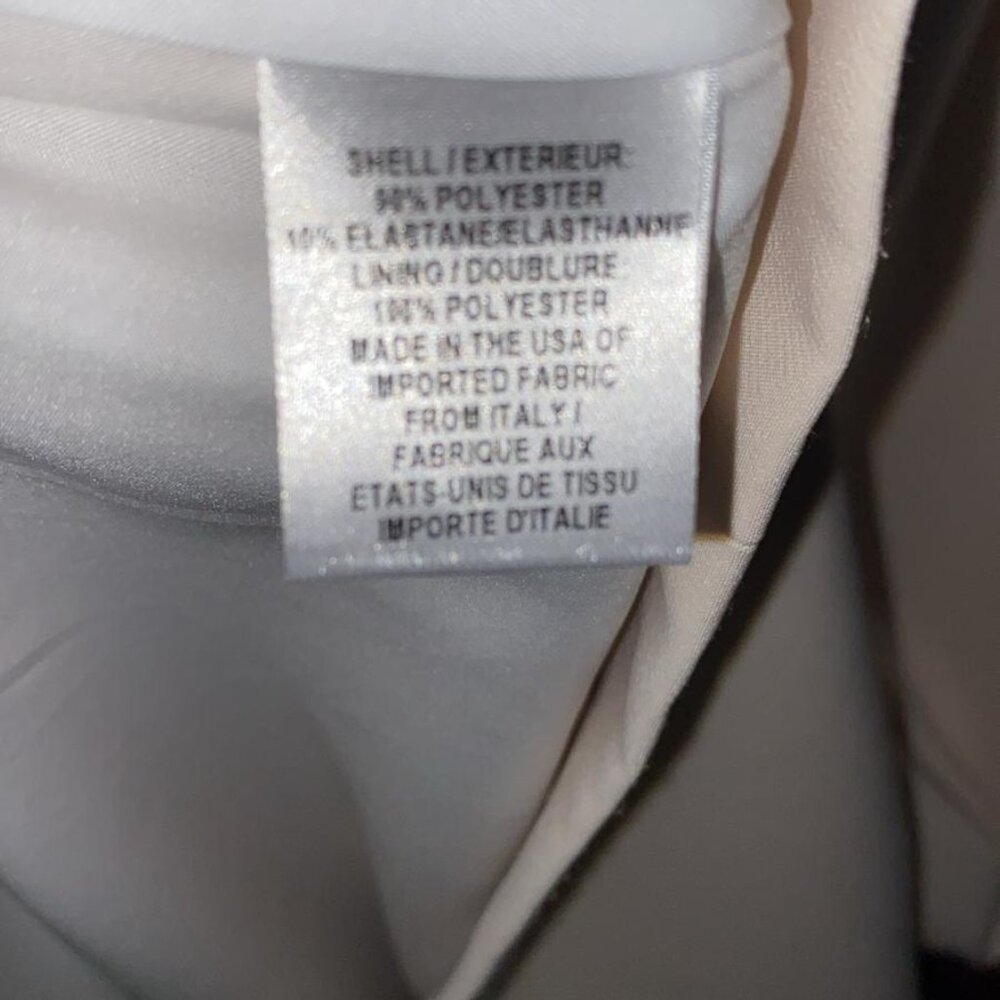 SHELL / EXTERIEUR:
90% POLYESTER
10% ELASTANE/ELASTHANNE
LINING / DOUBLURE
100% POLYESTER
MADE IN THE USA OF
IMPORTED FABRIC
FROM ITALY /
FABRIQUE AUX
ETATS-UNIS DE TISSU
IMPORTE D'ITALIE